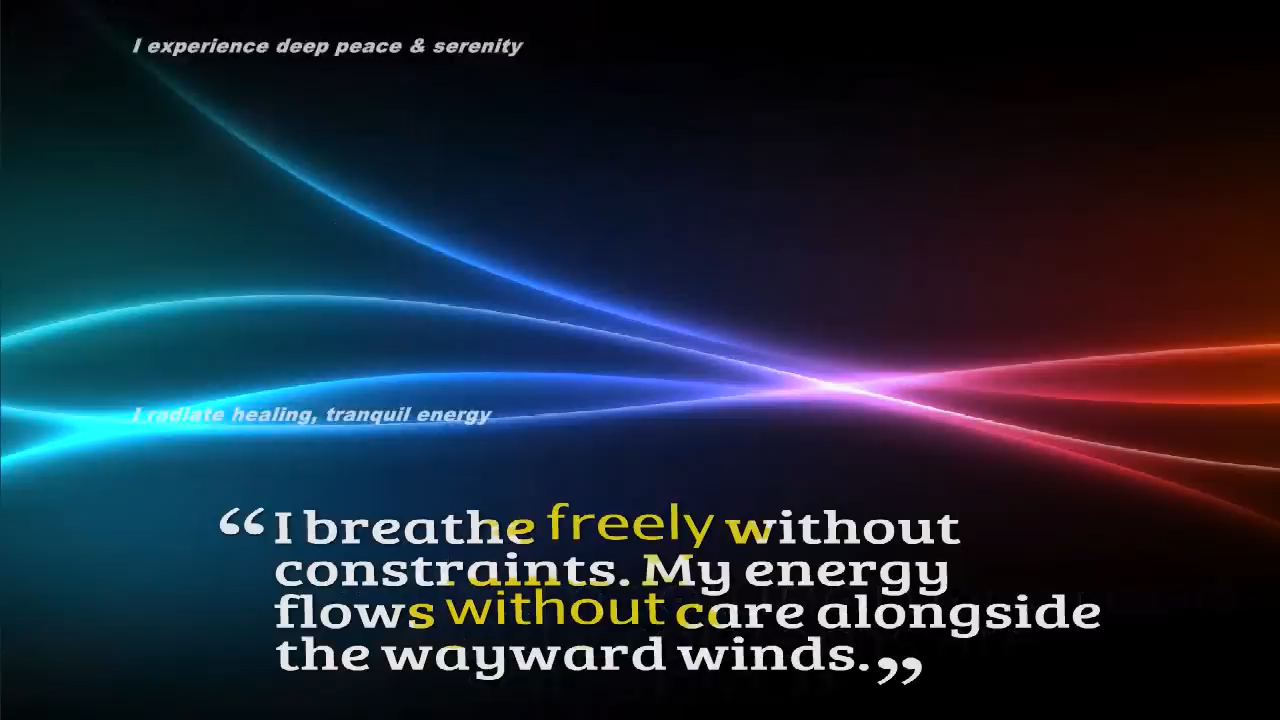 I experience deep peace & serenity
I radiate healing, tranquil energy
“I breathe freely without
constraints. My energy
flows without care alongside
the wayward winds.”